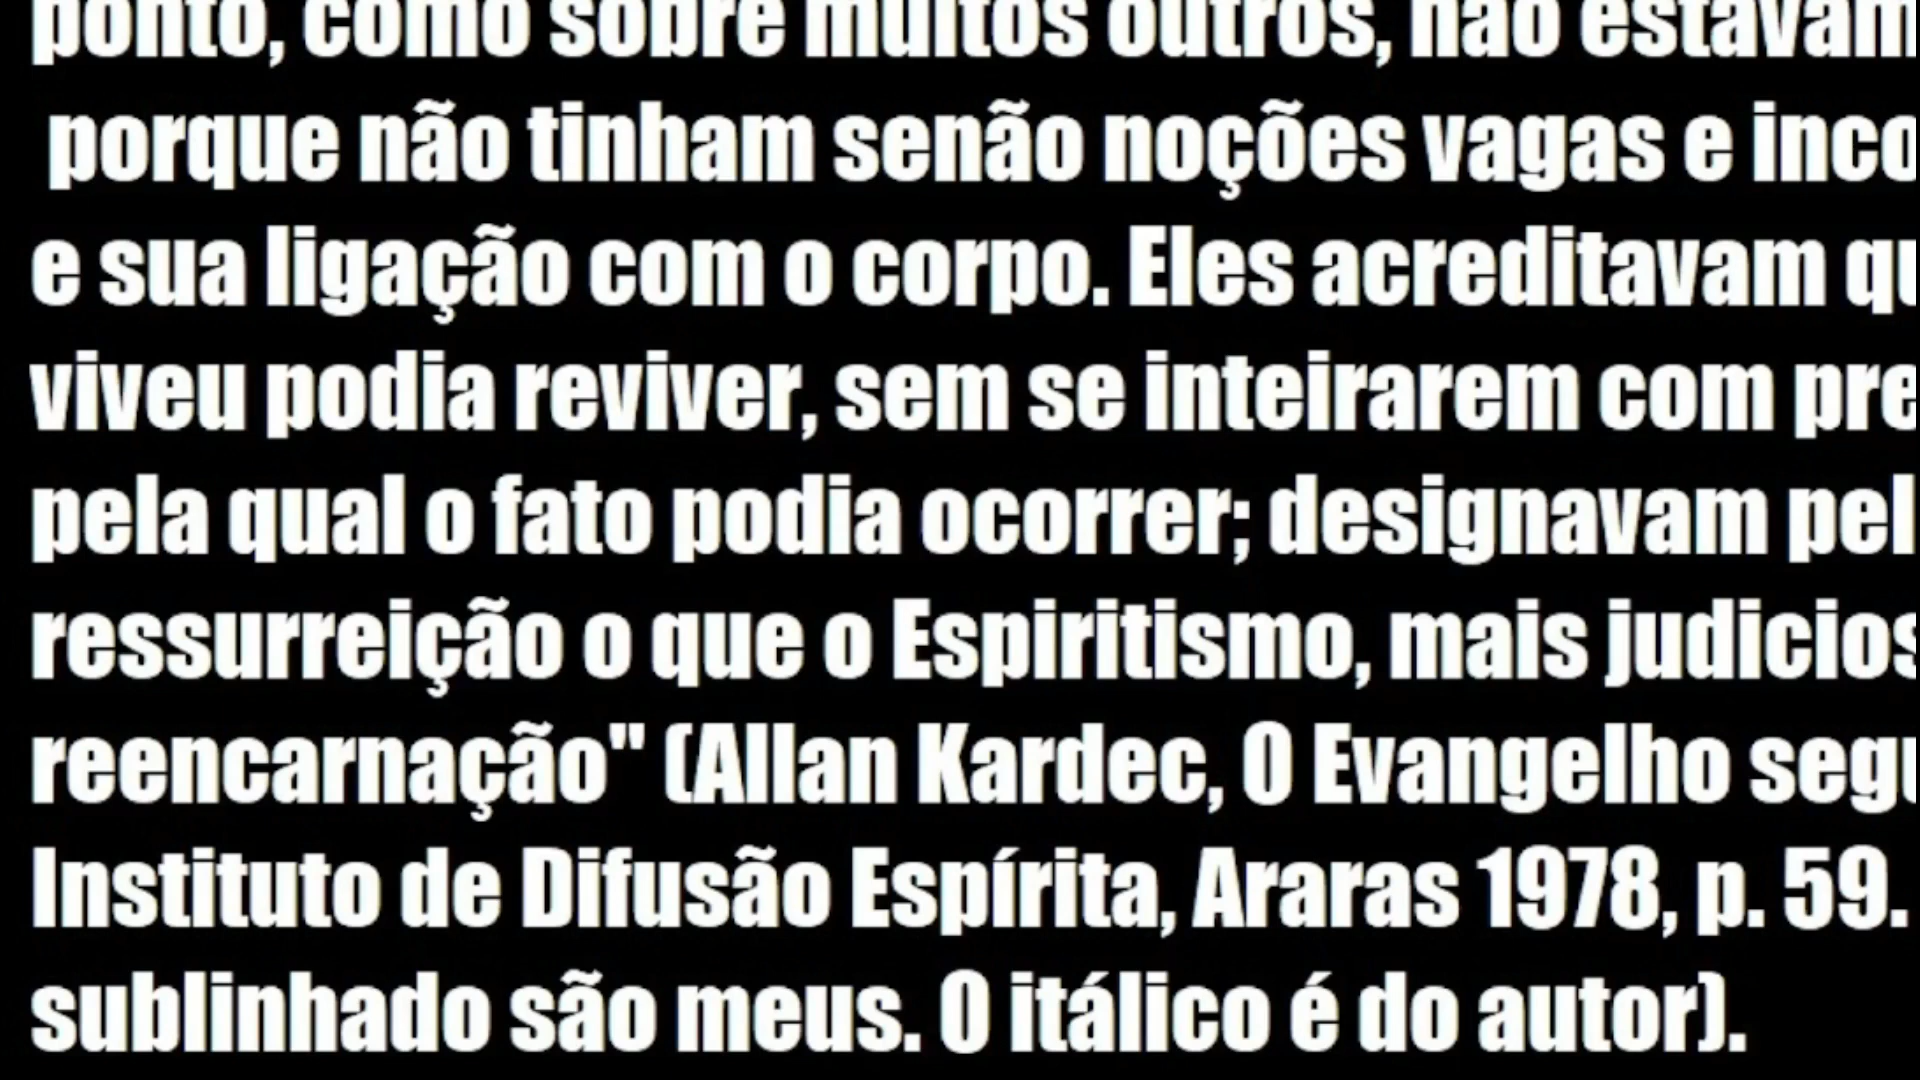 ponto, como sobre muitos outros, não estavam
porque não tinham senão noções vagas e inco
e sua ligação com o corpo. Eles acreditavam qu
viveu podia reviver, sem se inteirarem com pre
pela qual o fato podia ocorrer; designavam pel
ressurreição o que o Espiritismo, mais judicios
reencarnação" (Allan Kardec, O Evangelho segu
Instituto de Difusão Espírita, Araras 1978, p. 59.
sublinhado são meus. O itálico é do autor).